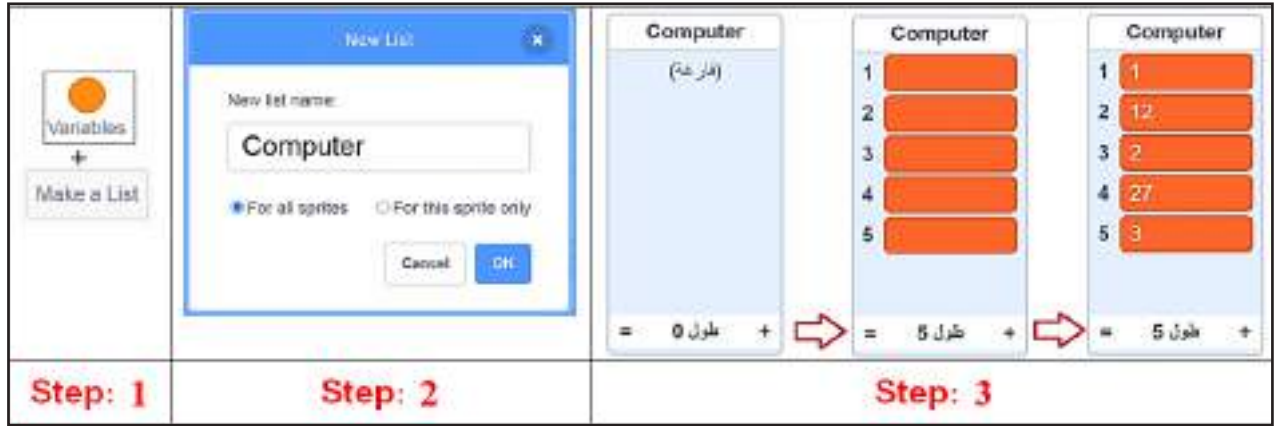 Variables
+
Make a List
New List
×
New list name:
Computer
For all sprites For this sprite only
Cancel OK
Computer
(فارغة)
= طول 0 +
Computer
1
2
3
4
5
= طول 5 +
Computer
1 1
2 12
3 2
4 27
5 3
= طول 5 +
Step: 1
Step: 2
Step: 3